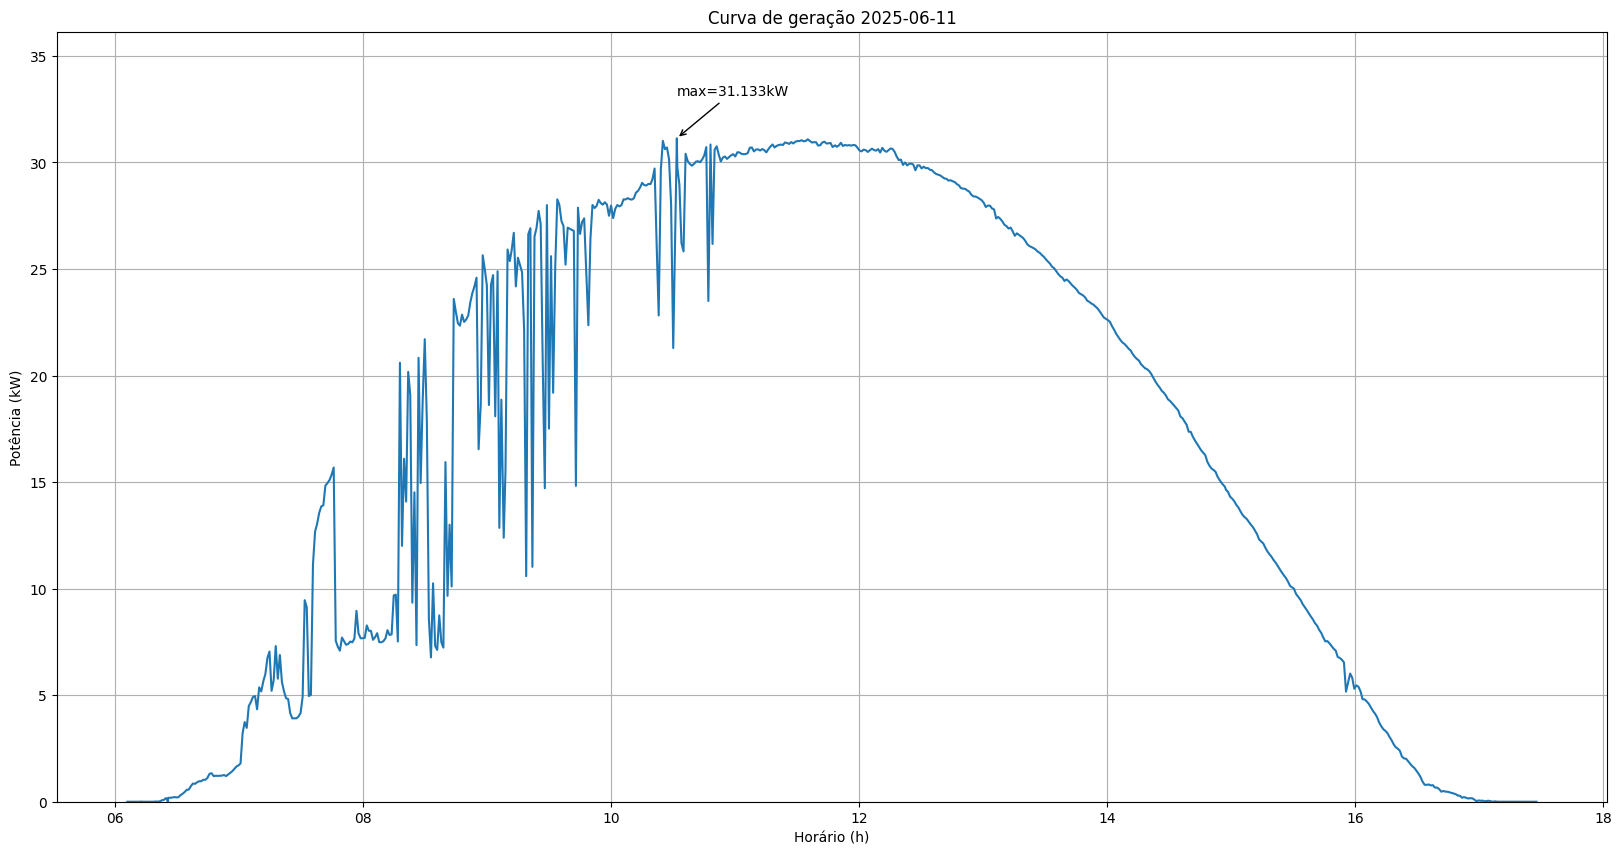 Curva de geração 2025-06-11
35
max=31.133kW
30
25
20
15
10
5
0
Potência (kW)
06 08 10 12 14 16 18
Horário (h)